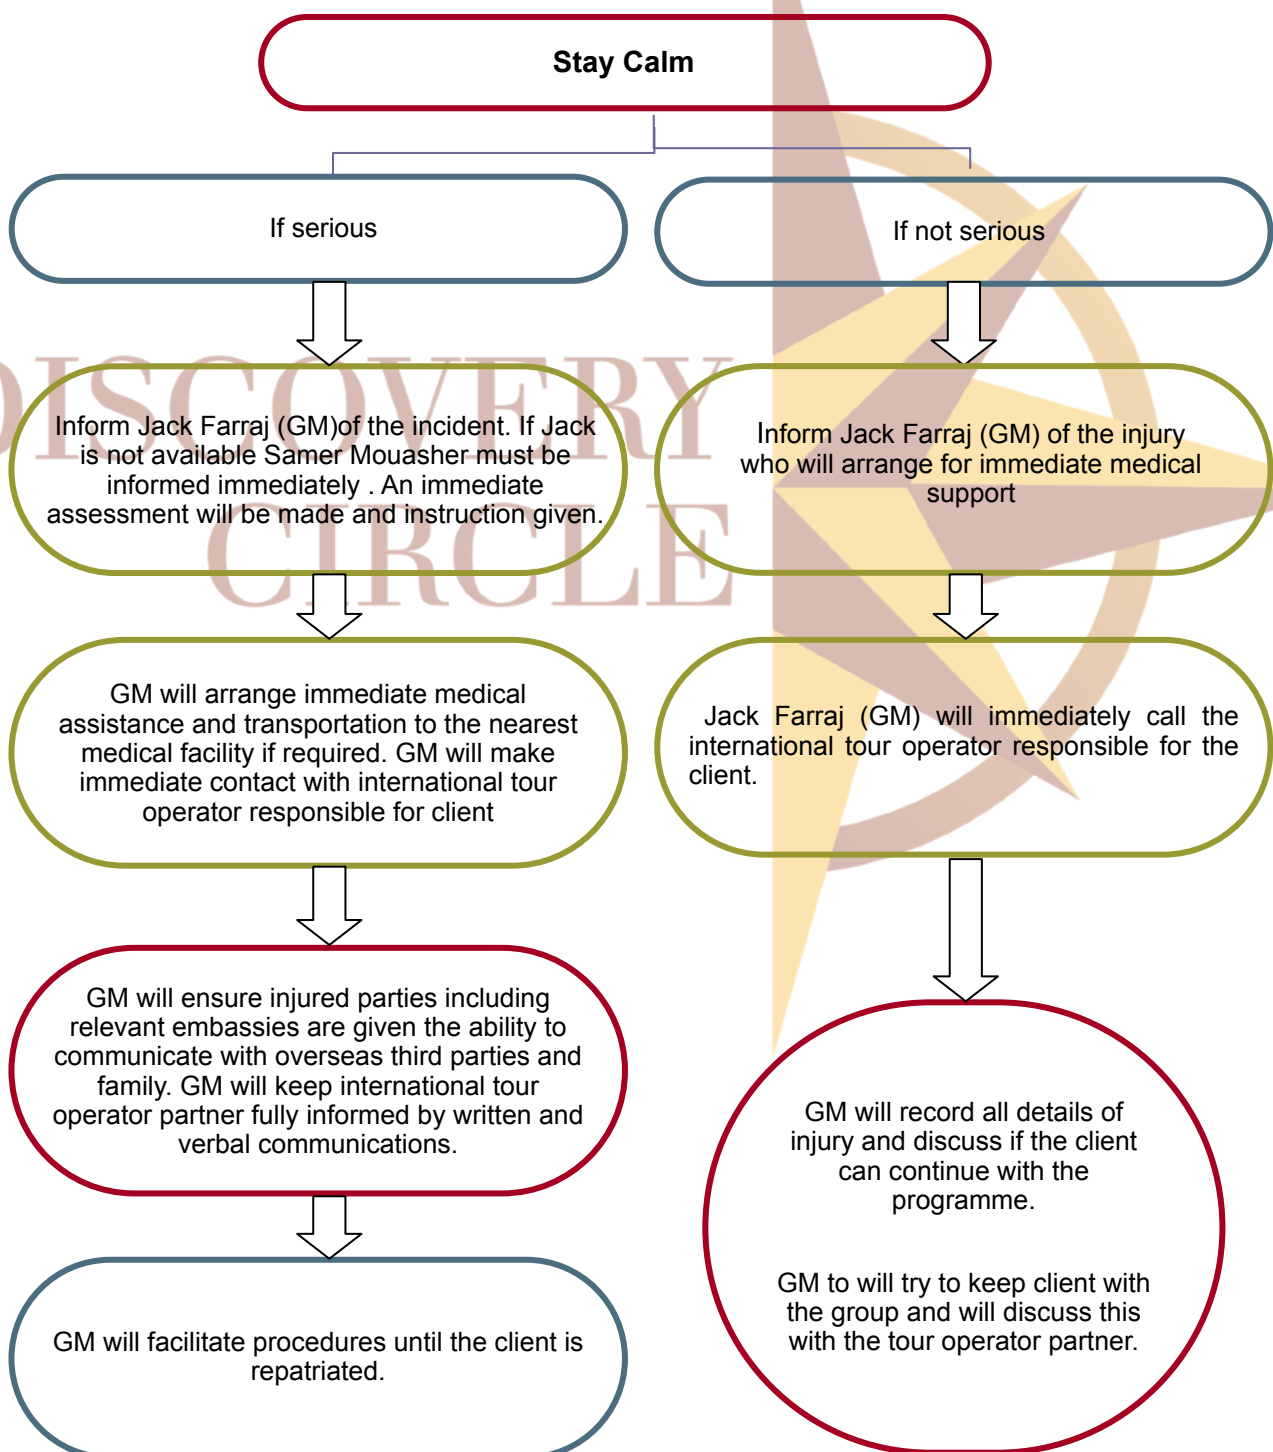 Stay Calm
If serious
If not serious
DISCOVERY
CIRCLE
Inform Jack Farraj (GM)of the incident. If Jack
is not available Samer Mouasher must be
informed immediately . An immediate
assessment will be made and instruction given.
Inform Jack Farraj (GM) of the injury
who will arrange for immediate medical
support
GM will arrange immediate medical
assistance and transportation to the nearest
medical facility if required. GM will make
immediate contact with international tour
operator responsible for client
Jack Farraj (GM) will immediately call the
international tour operator responsible for the
client.
GM will ensure injured parties including
relevant embassies are given the ability to
communicate with overseas third parties and
family. GM will keep international tour
operator partner fully informed by written and
verbal communications.
GM will record all details of
injury and discuss if the client
can continue with the
programme.
GM to will try to keep client with
the group and will discuss this
with the tour operator partner.
GM will facilitate procedures until the client is
repatriated.